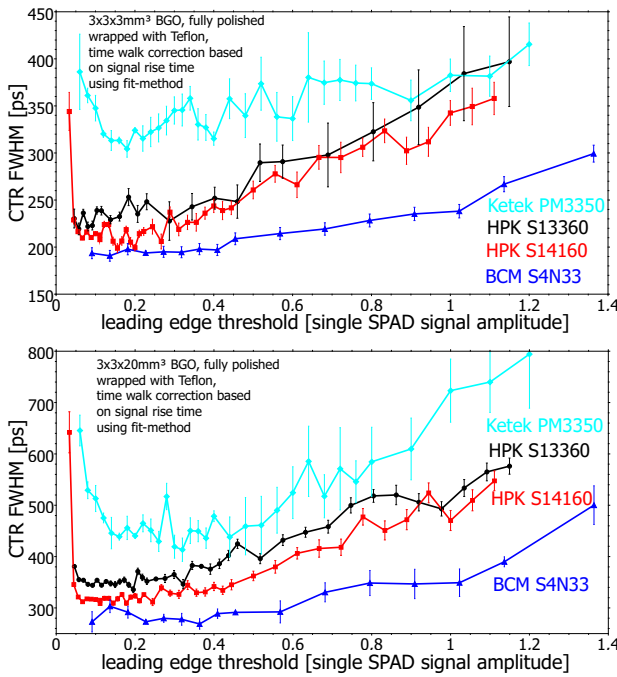 450
400
350
300
250
200
150
CTR FWHM [ps]
3x3x3mm³ BGO, fully polished
wrapped with Teflon,
time walk correction based
on signal rise time
using fit-method
Ketek PM3350
HPK S13360
HPK S14160
BCM S4N33
0 0.2 0.4 0.6 0.8 1 1.2 1.4
leading edge threshold [single SPAD signal amplitude]
800
700
600
500
400
300
CTR FWHM [ps]
3x3x20mm³ BGO, fully polished
wrapped with Teflon,
time walk correction based
on signal rise time
using fit-method
Ketek PM3350
HPK S13360
HPK S14160
BCM S4N33
0 0.2 0.4 0.6 0.8 1 1.2 1.4
leading edge threshold [single SPAD signal amplitude]